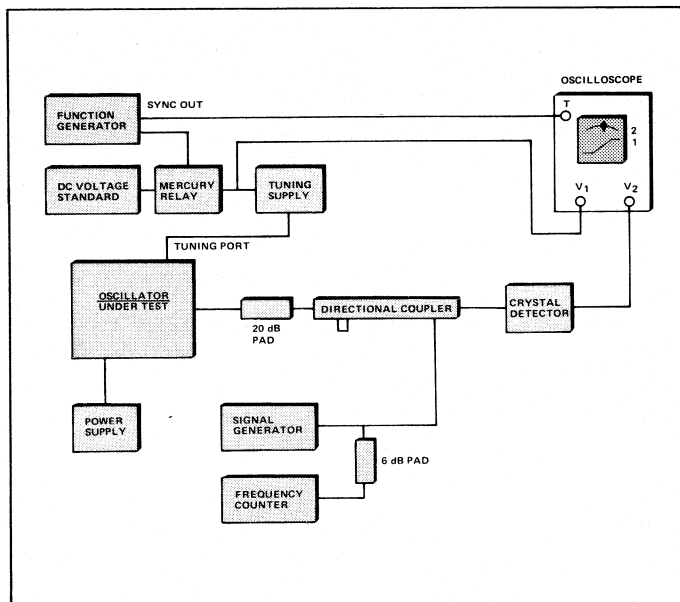 OSCILLOSCOPE
SYNC OUT
FUNCTION
GENERATOR
T
2
1
DC VOLTAGE
STANDARD
MERCURY
RELAY
TUNING
SUPPLY
V1
V2
TUNING PORT
OSCILLATOR
UNDER TEST
DIRECTIONAL COUPLER
CRYSTAL
DETECTOR
20 dB
PAD
POWER
SUPPLY
SIGNAL
GENERATOR
6 dB PAD
FREQUENCY
COUNTER